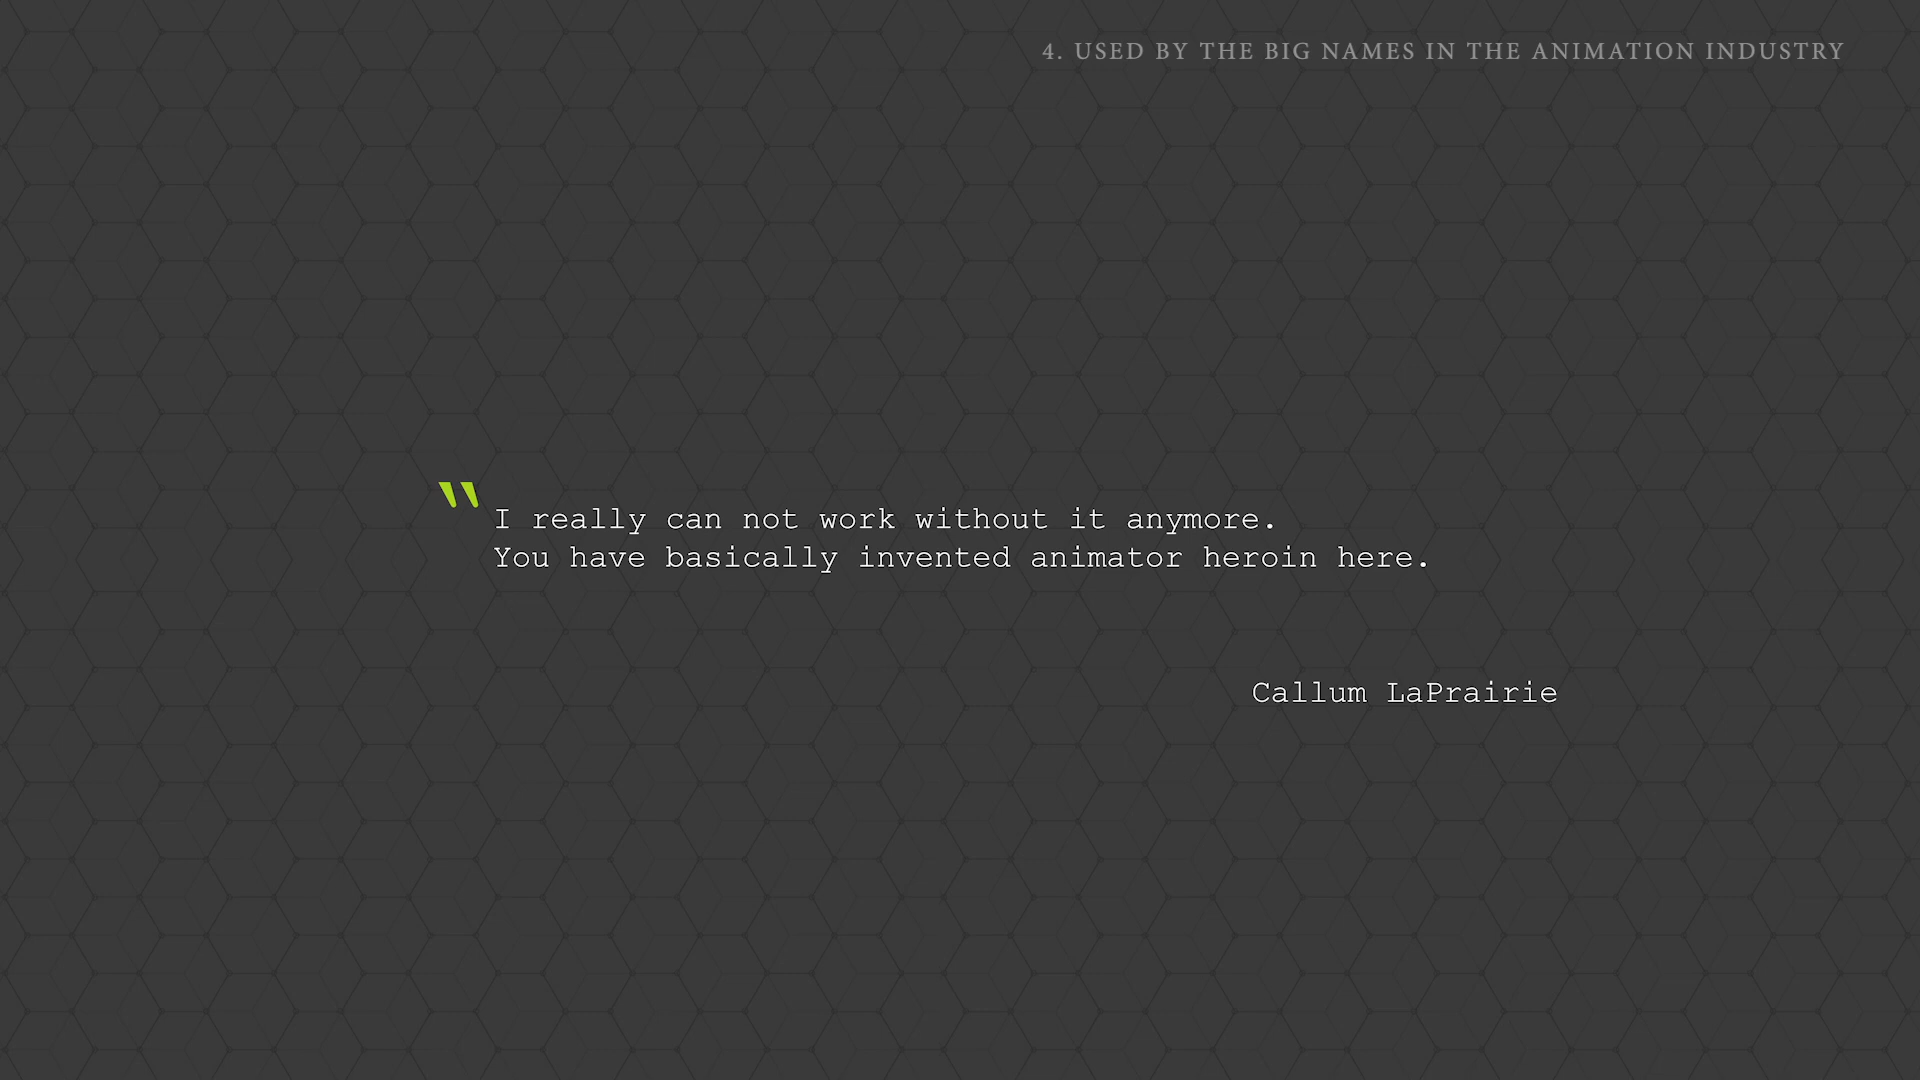 4. USED BY THE BIG NAMES IN THE ANIMATION INDUSTRY
"I really can not work without it anymore.
You have basically invented animator heroin here.
Callum LaPrairie